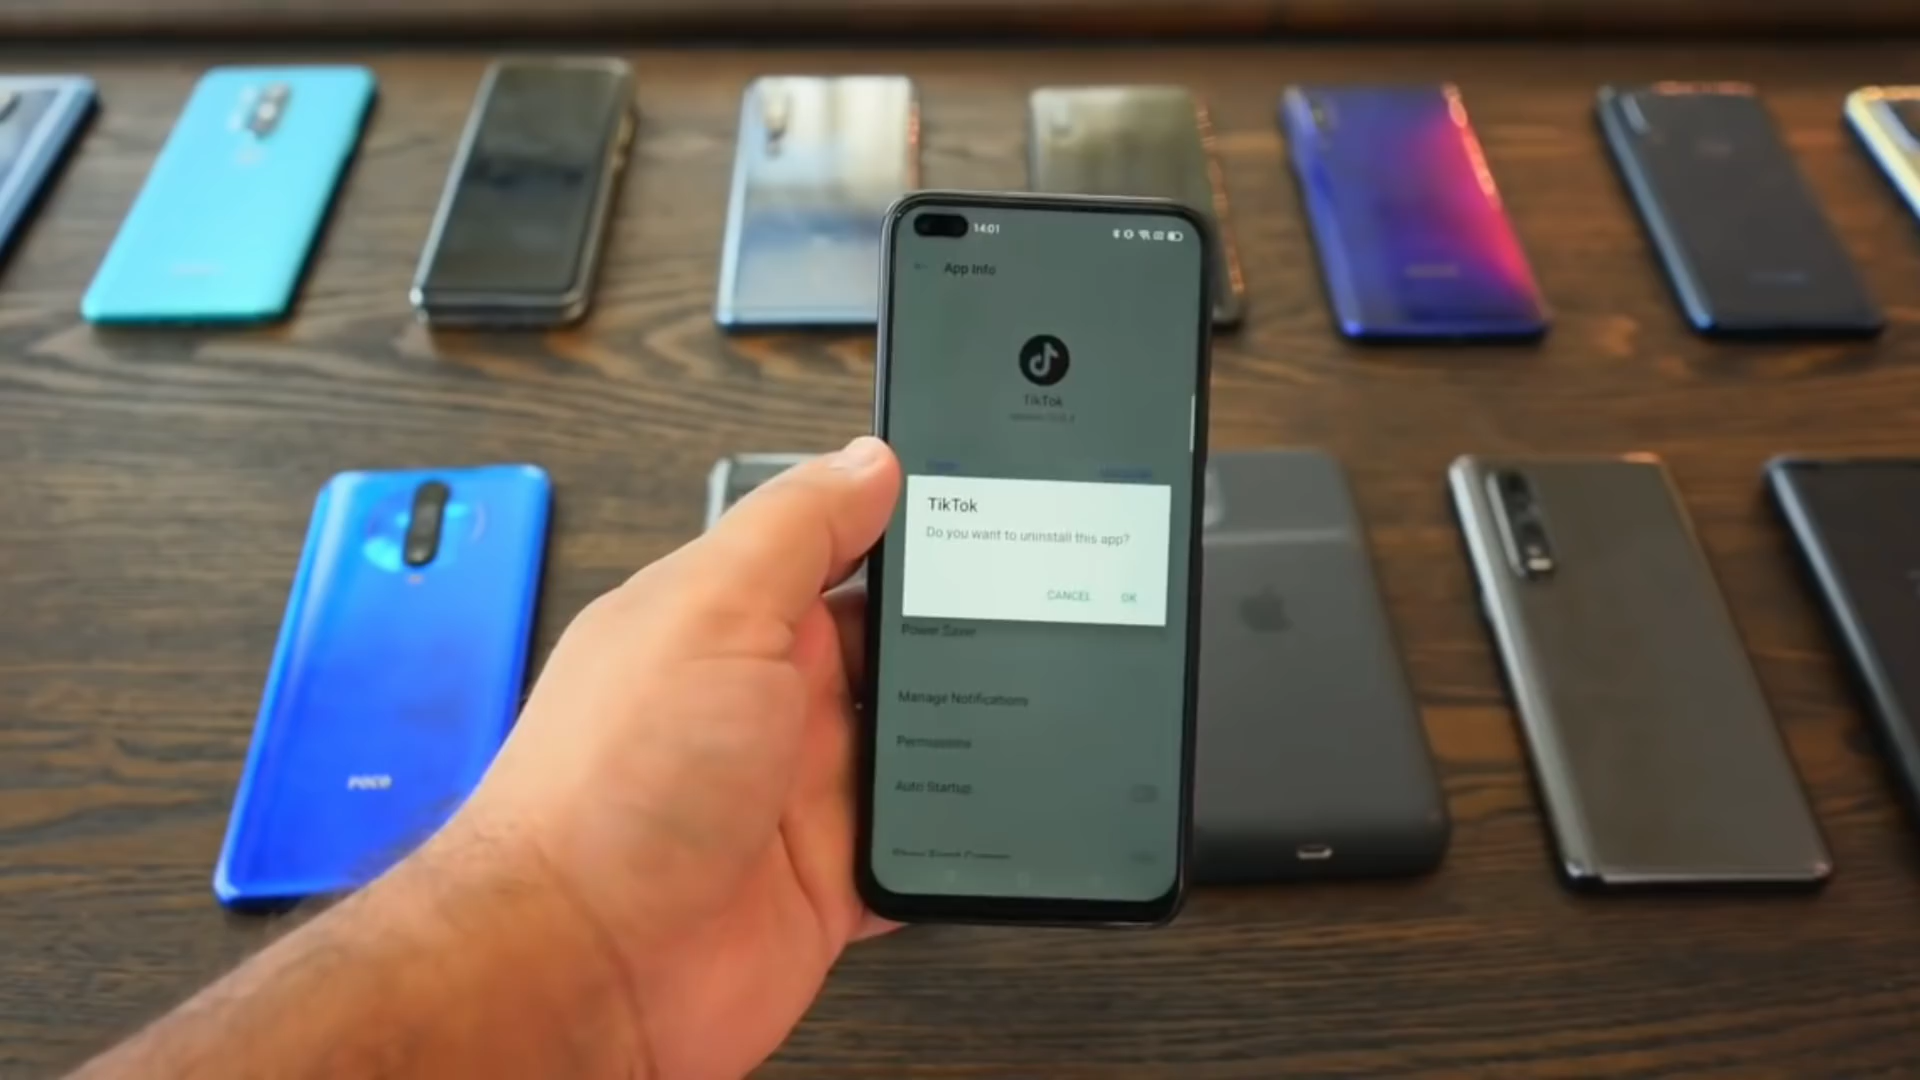 14:01
App Info
TikTok
TikTok
Do you want to uninstall this app?
CANCEL OK
Power Saver
Manage Notifications
Permissions
Auto Startup
POCO